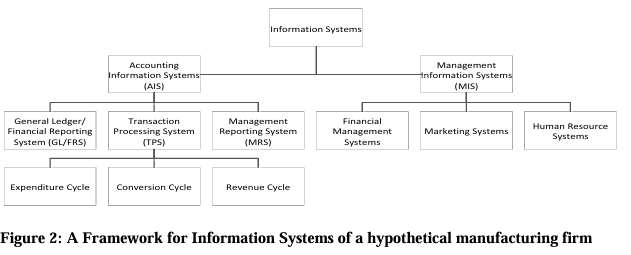 Information Systems
Accounting
Information Systems
(AIS)
Management
Information Systems
(MIS)
General Ledger/
Financial Reporting
System (GL/FRS)
Transaction
Processing System
(TPS)
Management
Reporting System
(MRS)
Financial
Management
Systems
Marketing Systems
Human Resource
Systems
Expenditure Cycle
Conversion Cycle
Revenue Cycle
Figure 2: A Framework for Information Systems of a hypothetical manufacturing firm